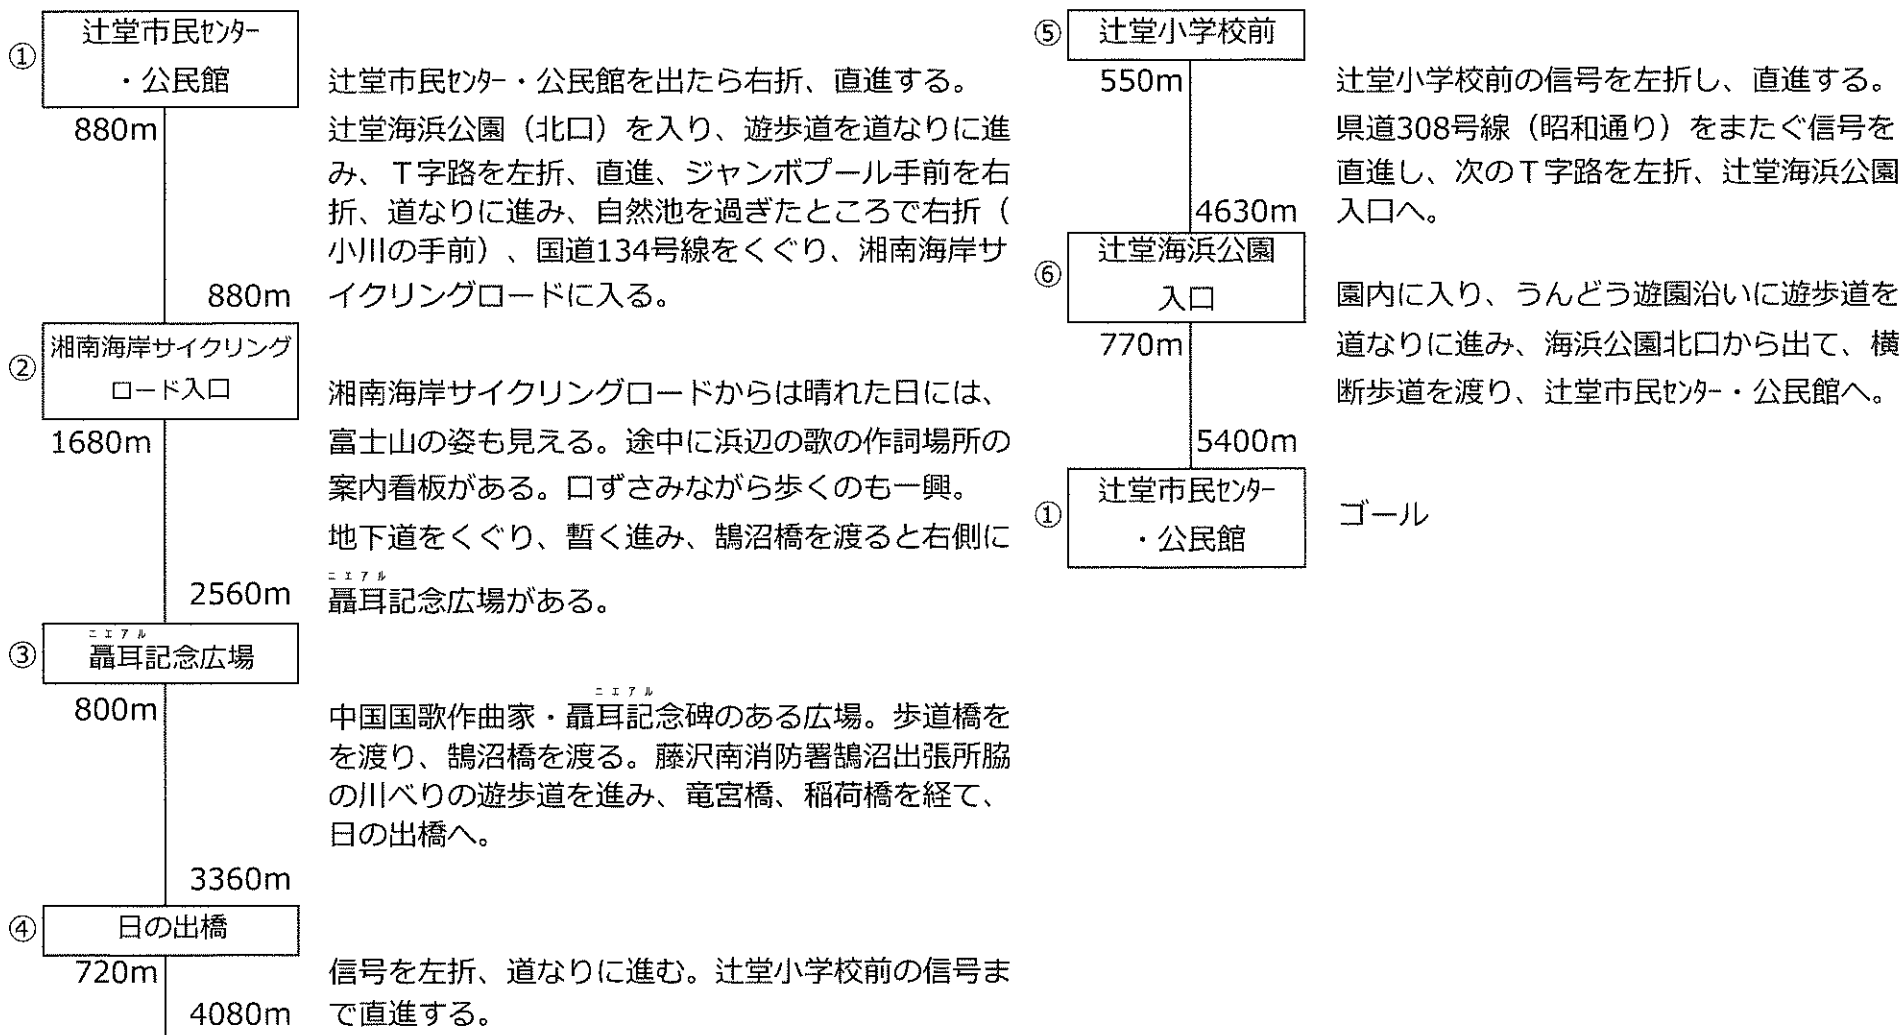 ①
辻堂市民ｾﾝﾀｰ
・公民館
880m
辻堂市民ｾﾝﾀｰ・公民館を出たら右折、直進する。
辻堂海浜公園（北口）を入り、遊歩道を道なりに進
み、Ｔ字路を左折、直進、ジャンボプール手前を右
折、道なりに進み、自然池を過ぎたところで右折（
小川の手前）、国道134号線をくぐり、湘南海岸サ
イクリングロードに入る。
880m
②
湘南海岸サイクリング
ロード入口
1680m
湘南海岸サイクリングロードからは晴れた日には、
富士山の姿も見える。途中に浜辺の歌の作詞場所の
案内看板がある。口ずさみながら歩くのも一興。
地下道をくぐり、暫く進み、鵠沼橋を渡ると右側に
ニエアル
聶耳記念広場がある。
2560m
③
ニエアル
聶耳記念広場
800m
ニエアル
中国国歌作曲家・聶耳記念碑のある広場。歩道橋を
を渡り、鵠沼橋を渡る。藤沢南消防署鵠沼出張所脇
の川べりの遊歩道を進み、竜宮橋、稲荷橋を経て、
日の出橋へ。
3360m
④
日の出橋
720m
信号を左折、道なりに進む。辻堂小学校前の信号ま
で直進する。
4080m
⑤
辻堂小学校前
550m
辻堂小学校前の信号を左折し、直進する。
県道308号線（昭和通り）をまたぐ信号を
直進し、次のＴ字路を左折、辻堂海浜公園
入口へ。
4630m
⑥
辻堂海浜公園
入口
770m
園内に入り、うんどう遊園沿いに遊歩道を
道なりに進み、海浜公園北口から出て、横
断歩道を渡り、辻堂市民ｾﾝﾀｰ・公民館へ。
5400m
①
辻堂市民ｾﾝﾀｰ
・公民館
ゴール